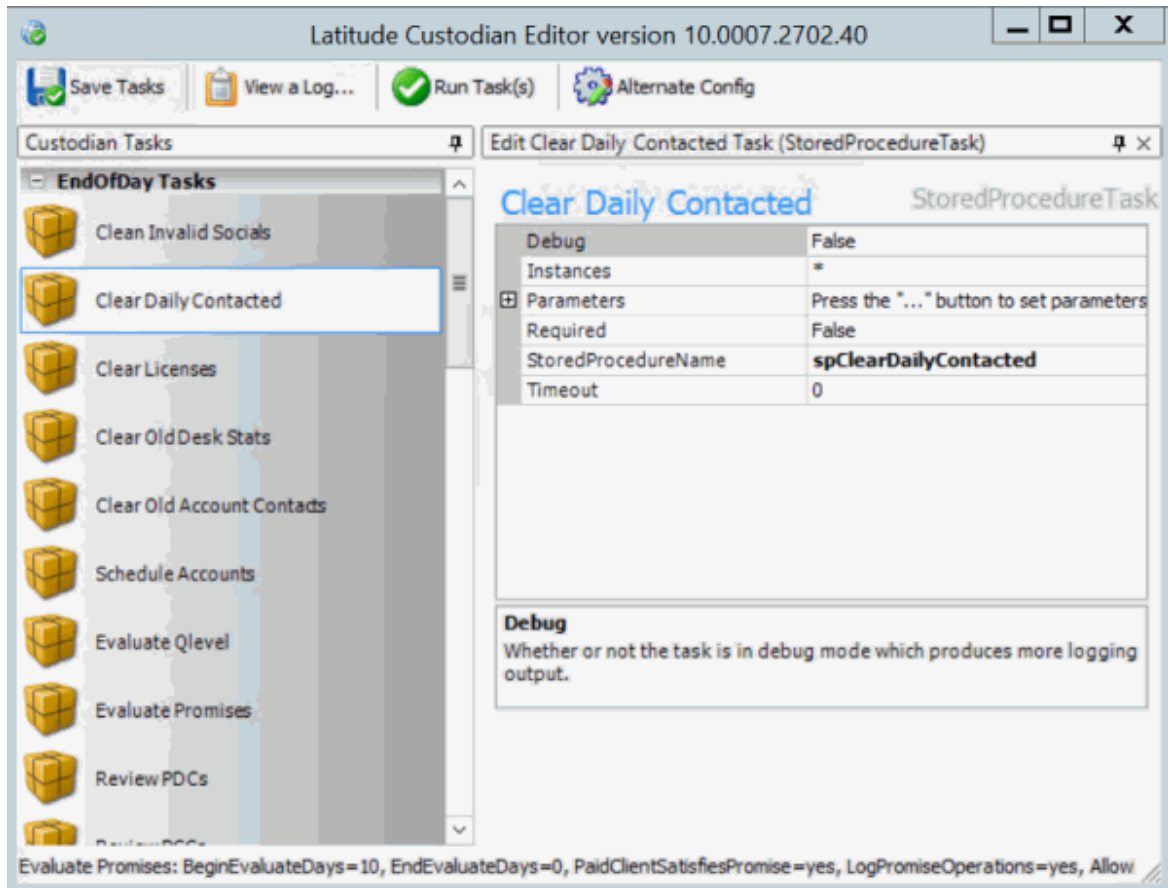 Latitude Custodian Editor version 10.0007.2702.40
Save Tasks View a Log... Run Task(s) Alternate Config
Custodian Tasks
EndOfDay Tasks
Clean Invalid Socials
Clear Daily Contacted
Clear Licenses
Clear Old Desk Stats
Clear Old Account Contacts
Schedule Accounts
Evaluate Qlevel
Evaluate Promises
Review PDCs
Edit Clear Daily Contacted Task (StoredProcedureTask)
Clear Daily Contacted StoredProcedureTask
Debug False
Instances *
Parameters Press the "..." button to set parameters
Required False
StoredProcedureName spClearDailyContacted
Timeout 0
Debug
Whether or not the task is in debug mode which produces more logging
output.
Evaluate Promises: BeginEvaluateDays=10, EndEvaluateDays=0, PaidClientSatisfiesPromise=yes, LogPromiseOperations=yes, Allow